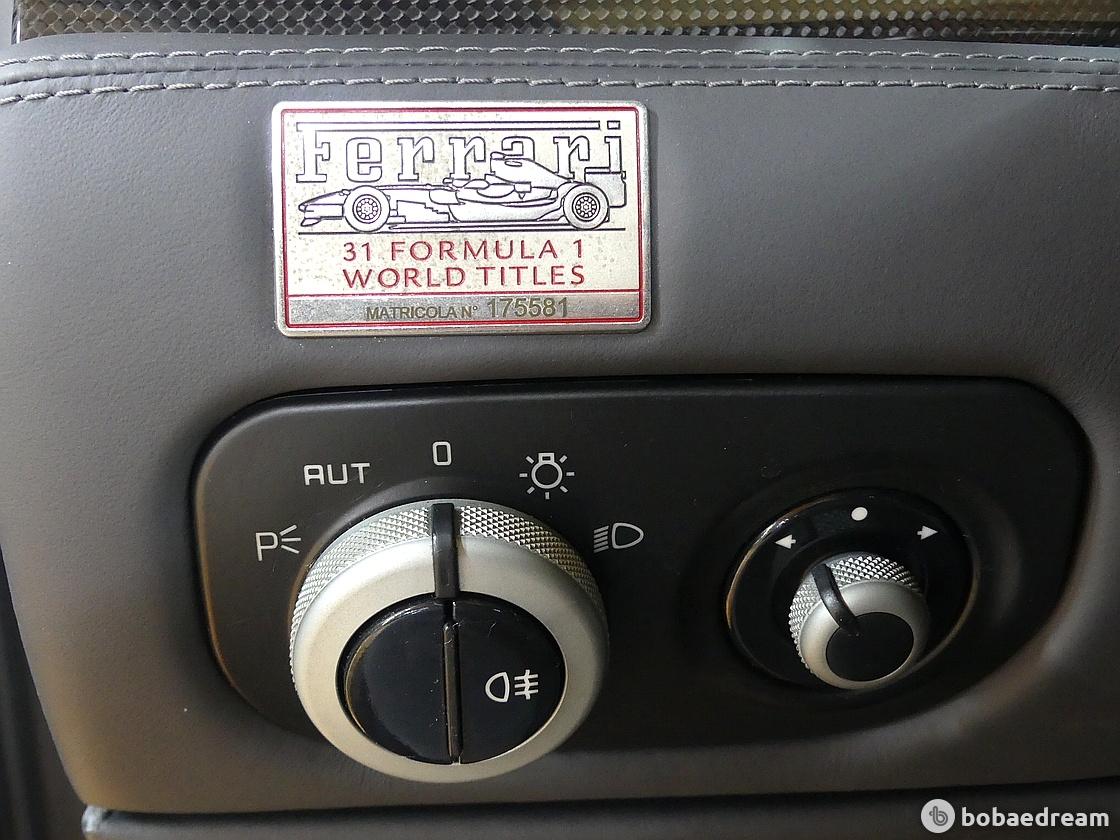 Ferrari
31 FORMULA 1
WORLD TITLES
MATRICOLA N° 175581
AUT
0
P
bobaedream